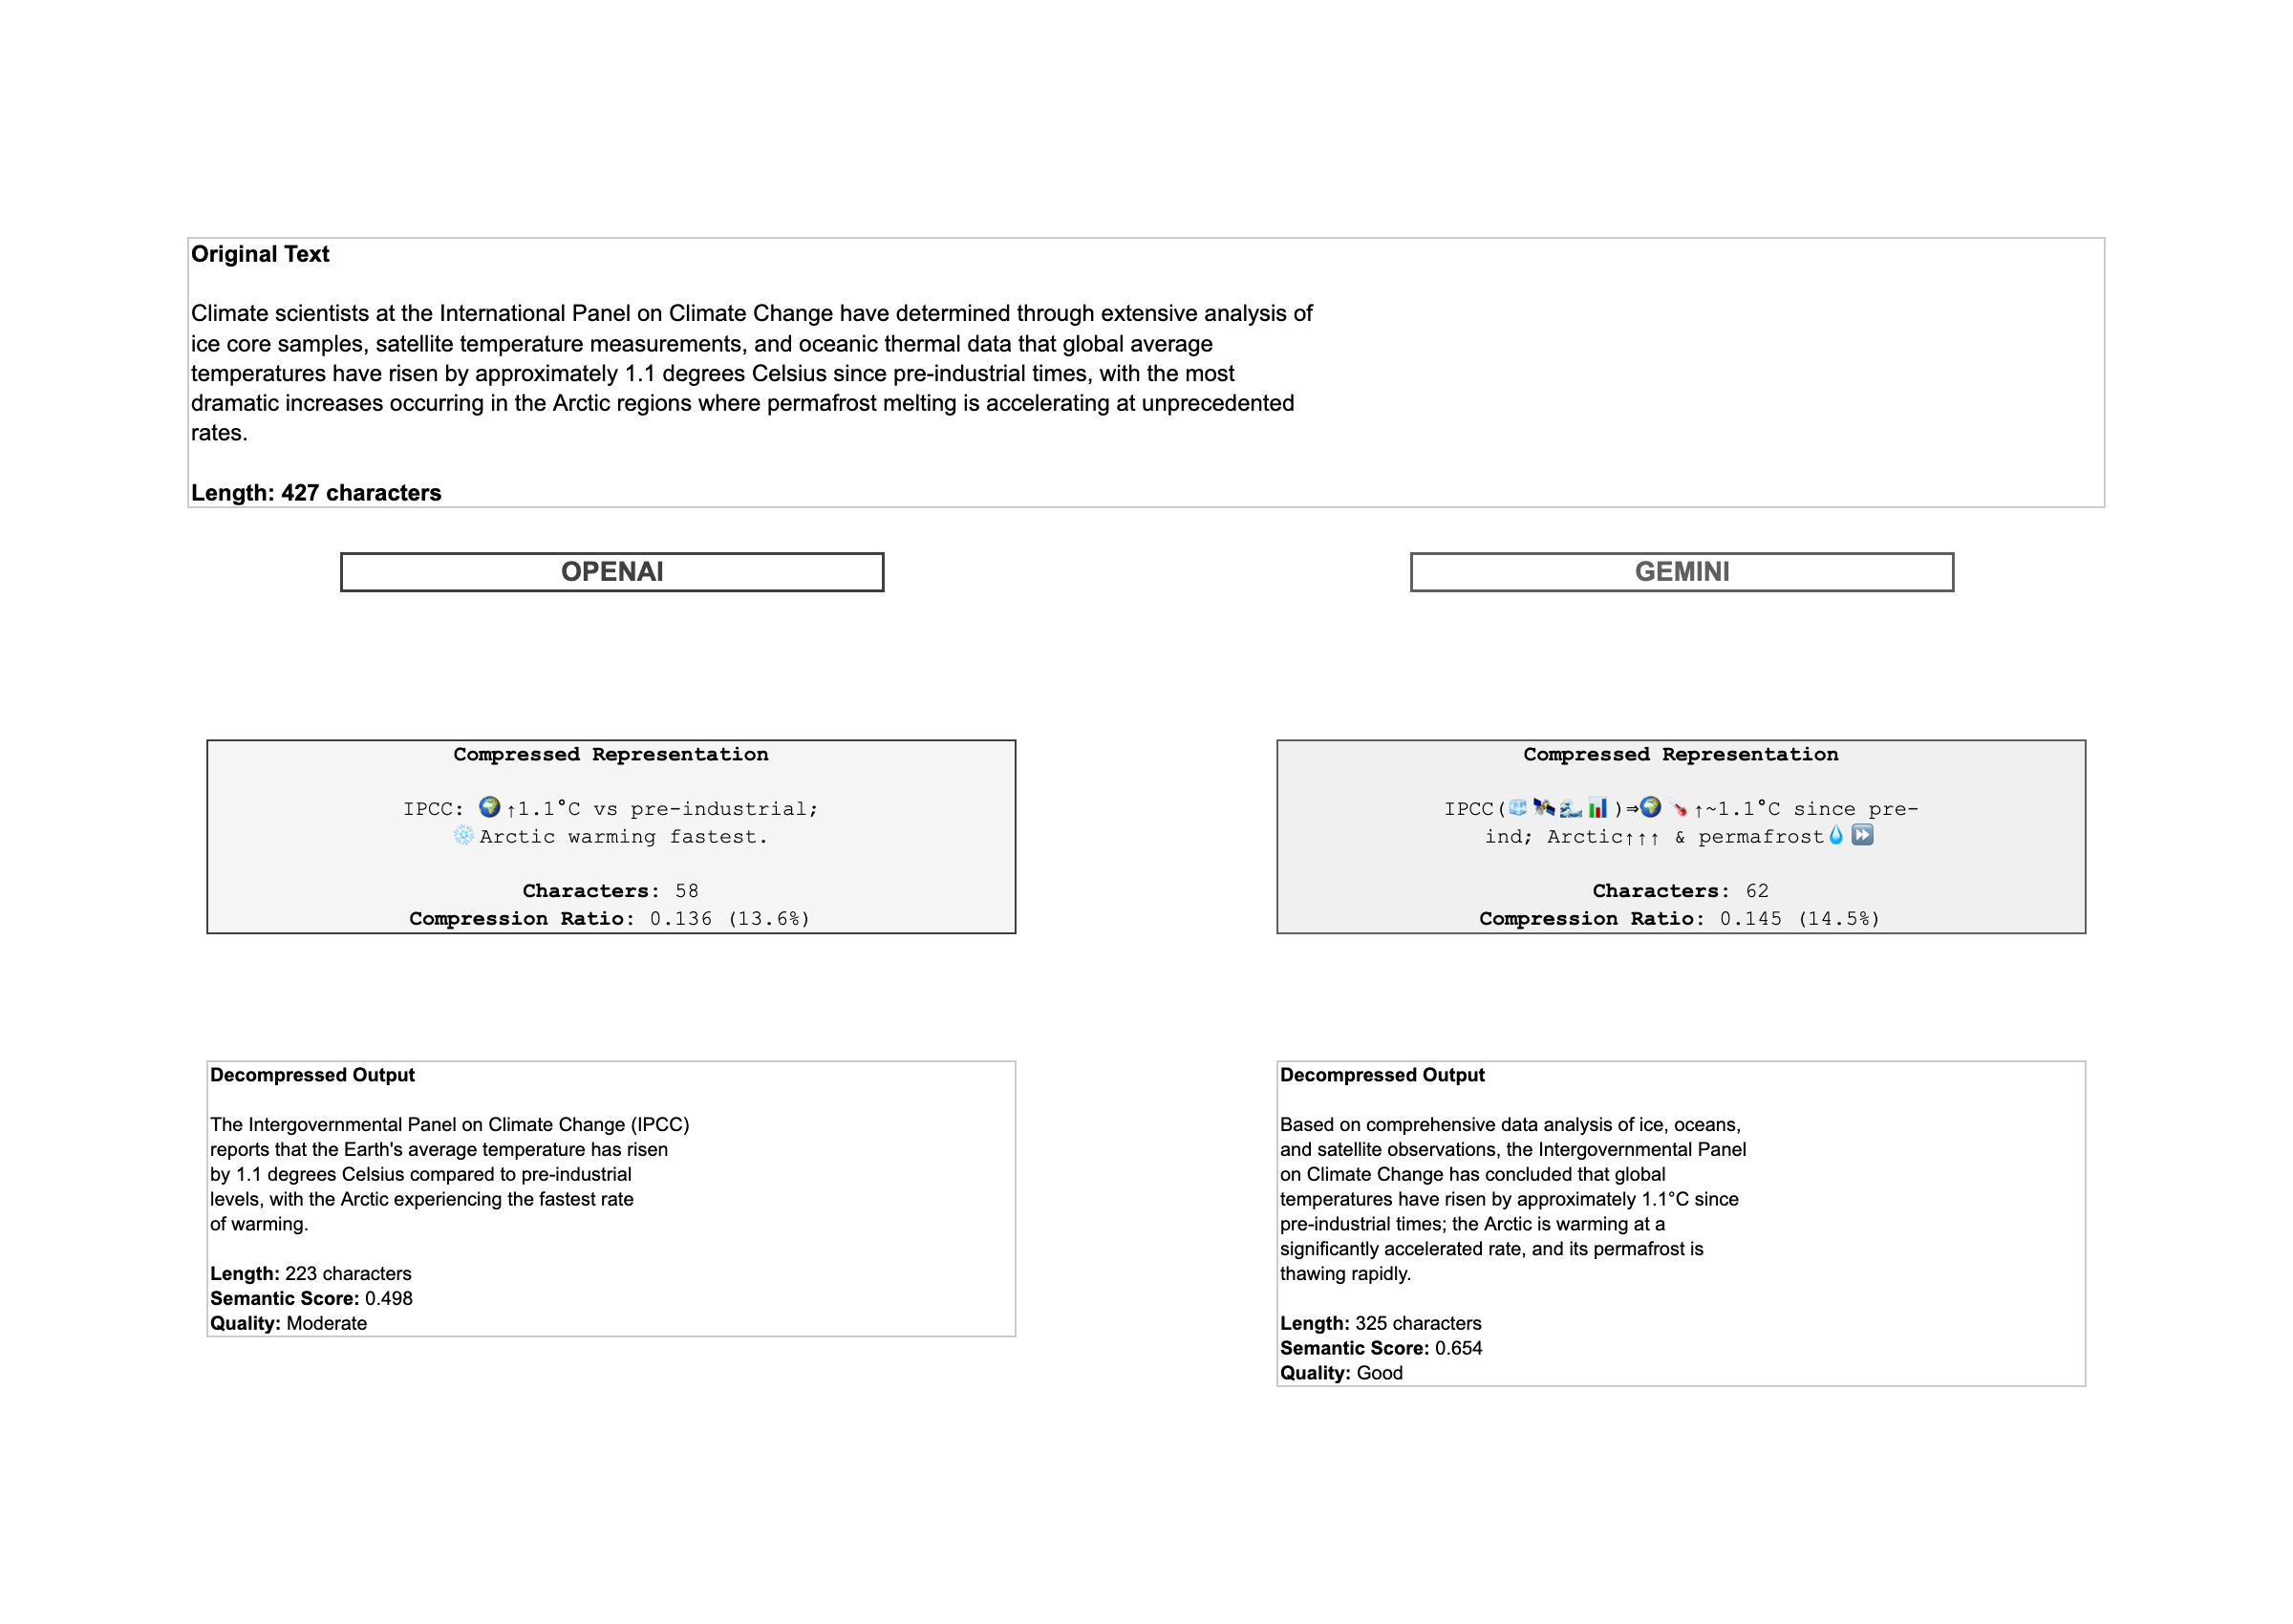 Original Text
Climate scientists at the International Panel on Climate Change have determined through extensive analysis of
ice core samples, satellite temperature measurements, and oceanic thermal data that global average
temperatures have risen by approximately 1.1 degrees Celsius since pre-industrial times, with the most
dramatic increases occurring in the Arctic regions where permafrost melting is accelerating at unprecedented
rates.
Length: 427 characters
OPENAI
Compressed Representation
IPCC: 🌍↑1.1°C vs pre-industrial;
❄️Arctic warming fastest.
Characters: 58
Compression Ratio: 0.136 (13.6%)
Decompressed Output
The Intergovernmental Panel on Climate Change (IPCC)
reports that the Earth's average temperature has risen
by 1.1 degrees Celsius compared to pre-industrial
levels, with the Arctic experiencing the fastest rate
of warming.
Length: 223 characters
Semantic Score: 0.498
Quality: Moderate
GEMINI
Compressed Representation
IPCC(🧊🛰️🌊📊)⇒🌍🌡️↑~1.1°C since pre-
ind; Arctic↑↑↑ & permafrost💧⏩
Characters: 62
Compression Ratio: 0.145 (14.5%)
Decompressed Output
Based on comprehensive data analysis of ice, oceans,
and satellite observations, the Intergovernmental Panel
on Climate Change has concluded that global
temperatures have risen by approximately 1.1°C since
pre-industrial times; the Arctic is warming at a
significantly accelerated rate, and its permafrost is
thawing rapidly.
Length: 325 characters
Semantic Score: 0.654
Quality: Good